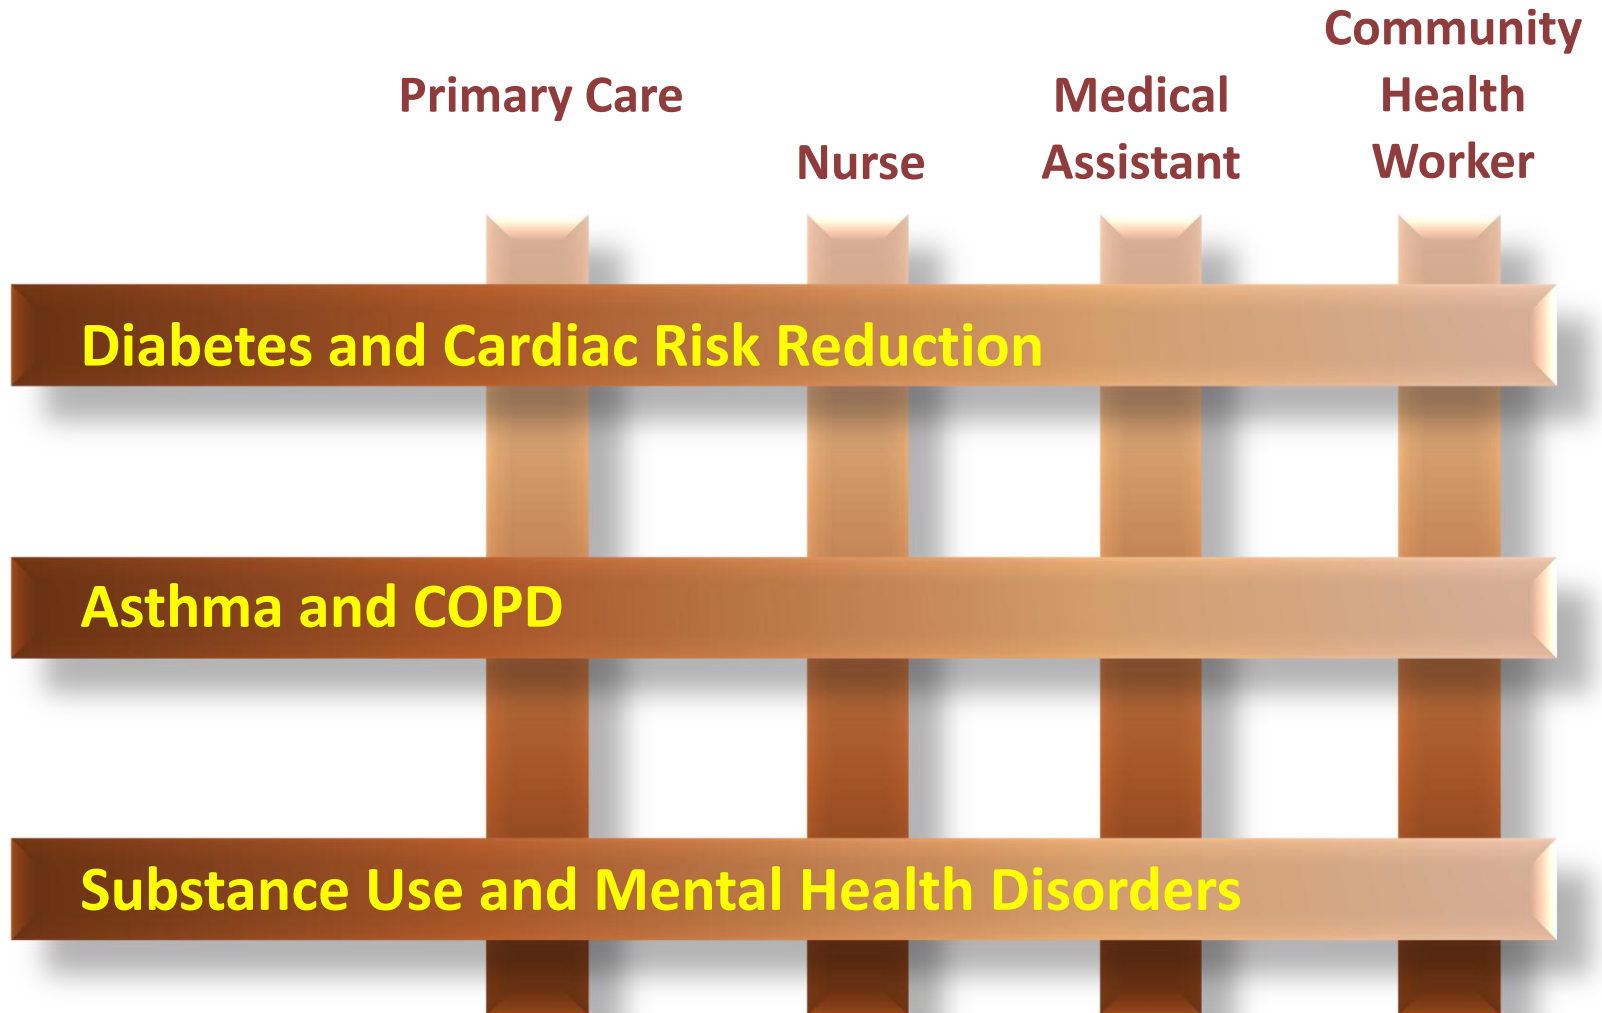 Primary Care
Nurse
Medical
Assistant
Community
Health
Worker
Diabetes and Cardiac Risk Reduction
Asthma and COPD
Substance Use and Mental Health Disorders